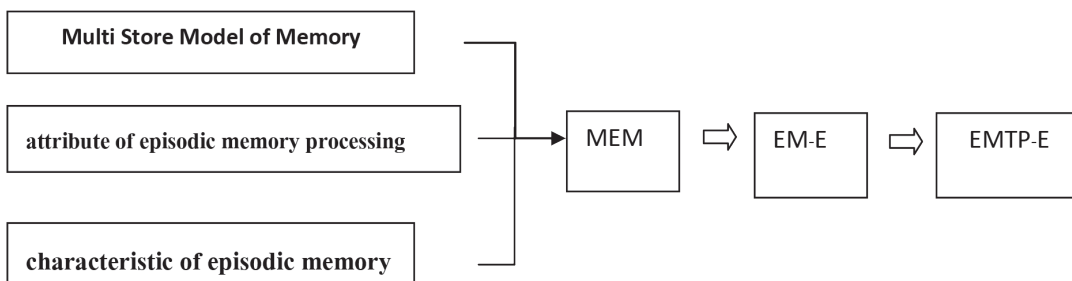 Multi Store Model of Memory
attribute of episodic memory processing
MEM
EM-E
EMTP-E
characteristic of episodic memory